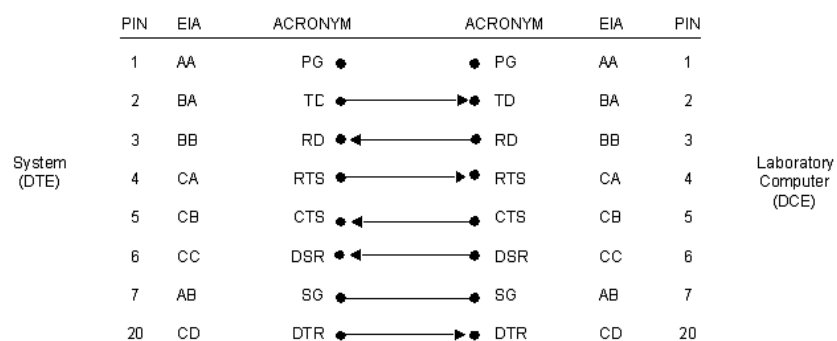 PIN EIA ACRONYM ACRONYM EIA PIN
1 AA PG PG AA 1
2 BA TD TD BA 2
3 BB RD RD BB 3
System
(DTE)
4 CA RTS RTS CA 4
Laboratory
Computer
(DCE)
5 CB CTS CTS CB 5
6 CC DSR DSR CC 6
7 AB SG SG AB 7
20 CD DTR DTR CD 20